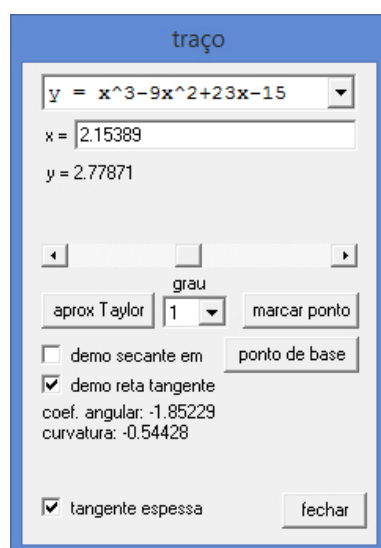 traço
y = x^3-9x^2+23x-15
x = 2.15389
y = 2.77871
grau
aprox Taylor 1 marcar ponto
demo secante em ponto de base
demo reta tangente
coef. angular: -1.85229
curvatura: -0.54428
tangente espessa fechar